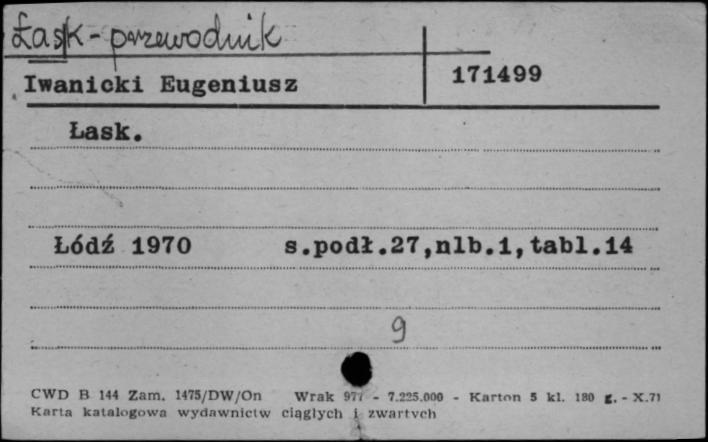 Łask - przewodnik
Iwanicki Eugeniusz 171499
Łask.
Łódź 1970 s.podł.27,nlb.1,tabl.14
9
CWD B 144 Zam. 1475/DW/On Wrak 977 - 7.225.000 - Karton 5 kl. 180 g. - X.71
Karta katalogowa wydawnictw ciągłych i zwartych